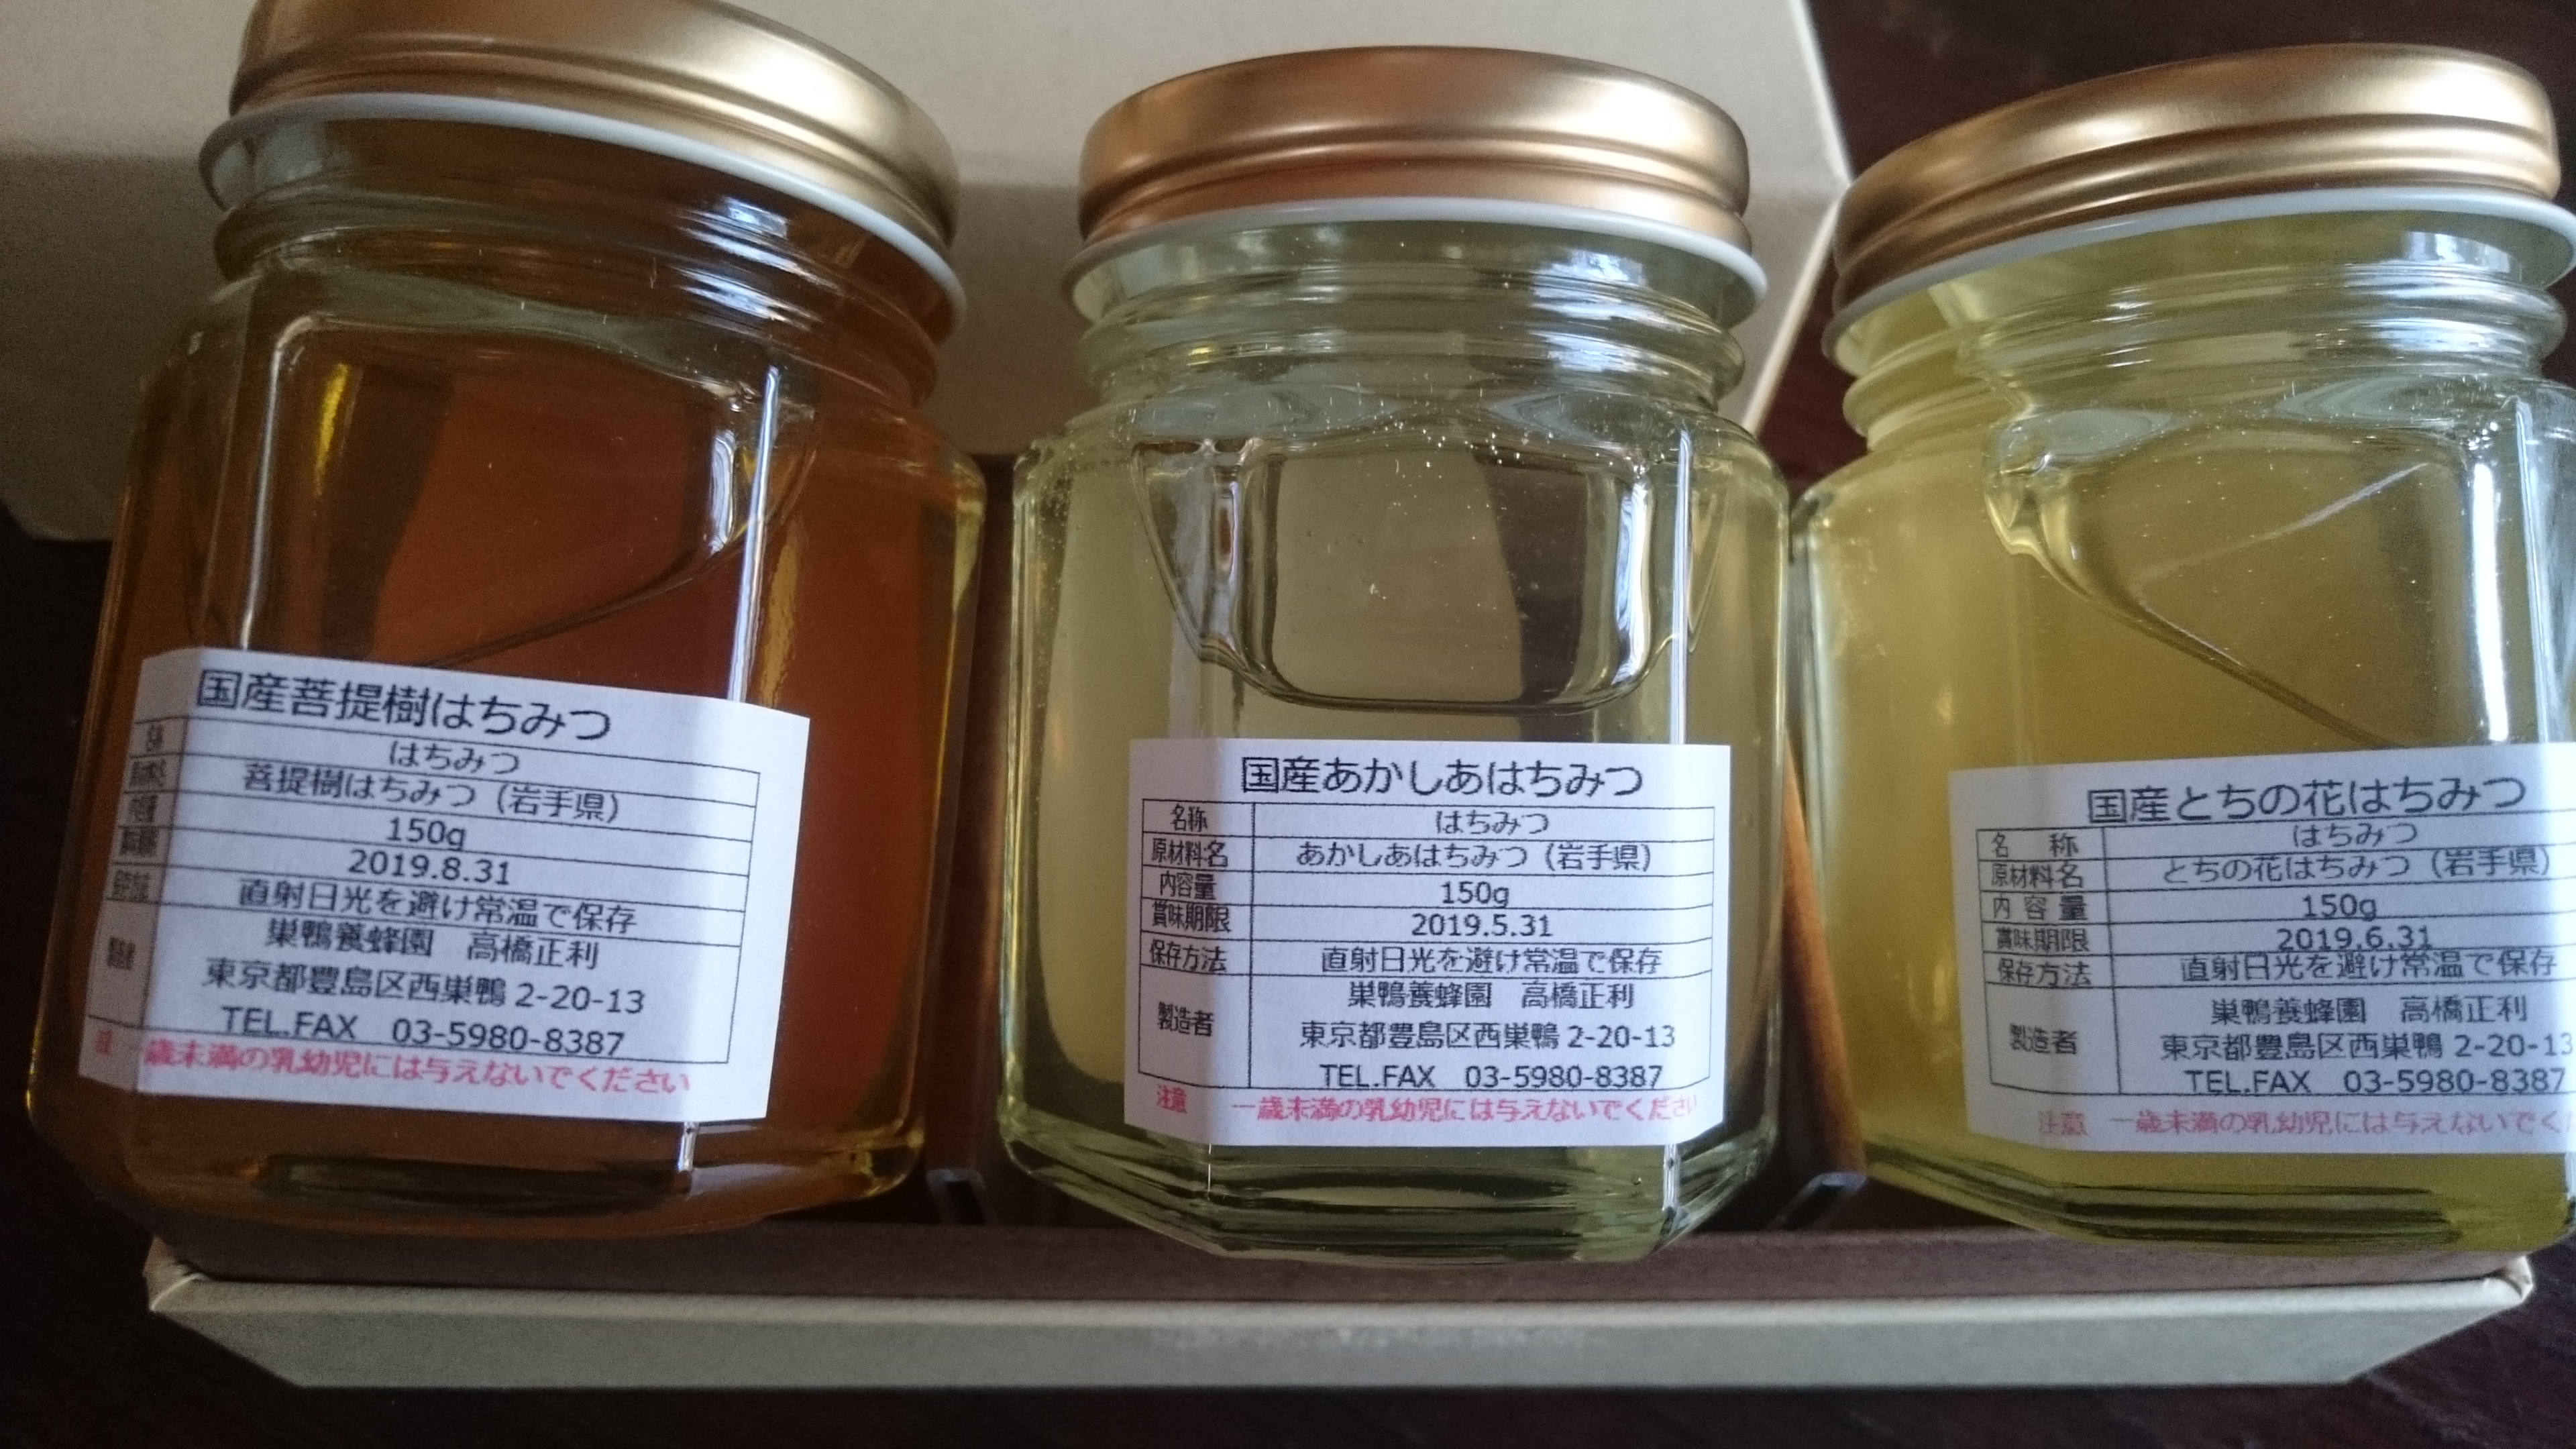 国産菩提樹はちみつ
名称 はちみつ
菩提樹はちみつ（岩手県）
150g
2019.8.31
直射日光を避け常温で保存
巣鴨養蜂園 高橋正利
東京都豊島区西巣鴨2-20-13
TEL.FAX 03-5980-8387
歳未満の乳幼児には与えないでください
国産あかしあはちみつ
名称 はちみつ
原材料名 あかしあはちみつ（岩手県）
内容量 150g
賞味期限 2019.5.31
保存方法 直射日光を避け常温で保存
製造者 巣鴨養蜂園 高橋正利
東京都豊島区西巣鴨2-20-13
TEL.FAX 03-5980-8387
注意 一歳未満の乳幼児には与えないでくださ
国産とちの花はちみつ
名称 はちみつ
原材料名 とちの花はちみつ（岩手県）
内容量 150g
賞味期限 2019.6.31
保存方法 直射日光を避け常温で保存
製造者 巣鴨養蜂園 高橋正利
東京都豊島区西巣鴨2-20-13
TEL.FAX 03-5980-8387
注意 一歳未満の乳幼児には与えないでく